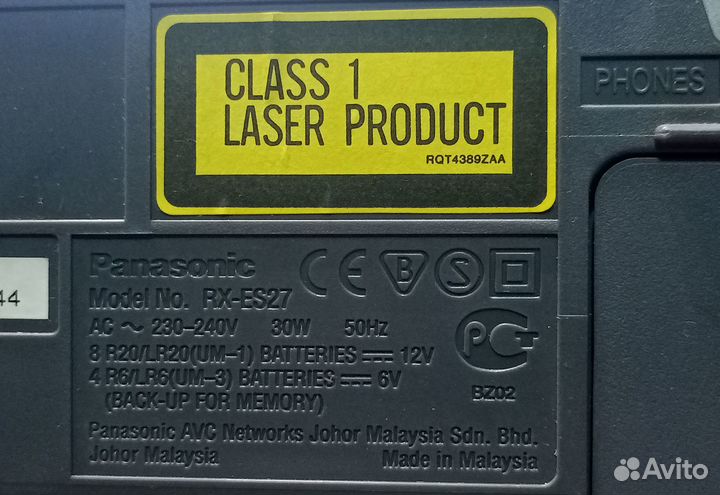 CLASS 1
LASER PRODUCT
RQT4389ZAA
PHONES
44
Panasonic
Model No. RX-ES27
AC ~ 230-240V 30W 50Hz
8 R20/LR20(UM-1) BATTERIES ⎓ 12V
4 R6/LR6(UM-3) BATTERIES ⎓ 6V
(BACK-UP FOR MEMORY)
CE B S
PG
BZ02
Panasonic AVC Networks Johor Malaysia Sdn. Bhd.
Johor Malaysia Made in Malaysia
Avito